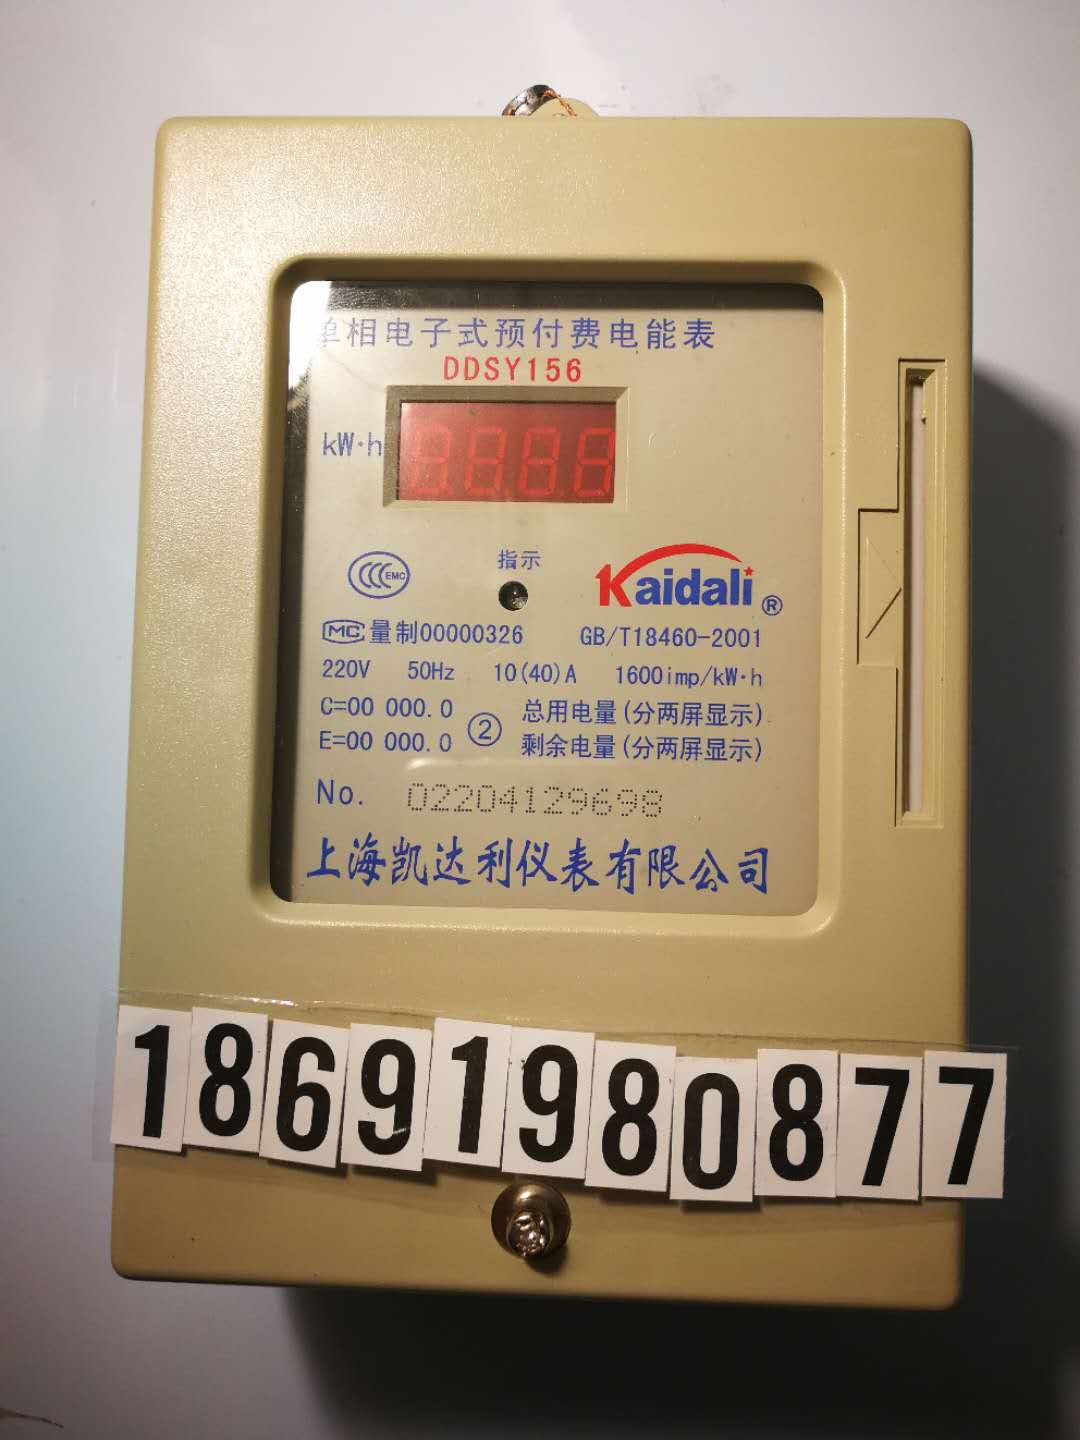 单相电子式预付费电能表
DDSY156
kW·h
EMC
指示
Kaidali ®
MC 量制00000326 GB/T18460-2001
220V 50Hz 10(40)A 1600imp/kW·h
C=00 000.0 ② 总用电量(分两屏显示)
E=00 000.0 剩余电量(分两屏显示)
No. 02204129698
上海凯达利仪表有限公司
18691980877